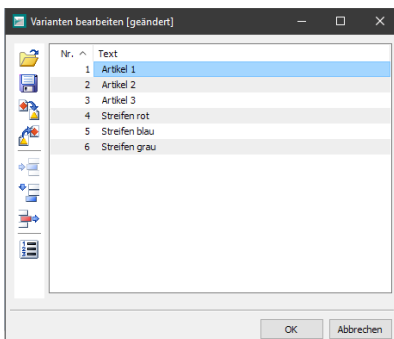 Varianten bearbeiten [geändert]
Nr. Text
1 Artikel 1
2 Artikel 2
3 Artikel 3
4 Streifen rot
5 Streifen blau
6 Streifen grau
OK Abbrechen